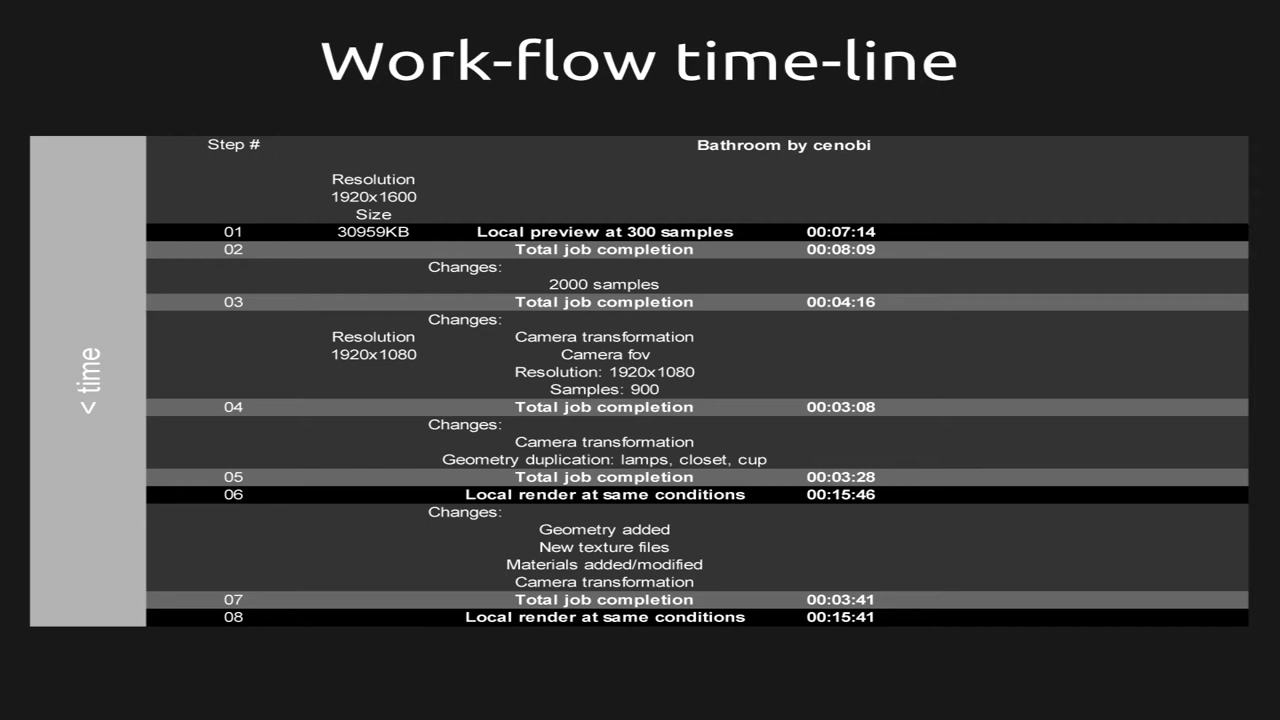 Work-flow time-line
< time
Step # Bathroom by cenobi
Resolution
1920x1600
Size
01 30959KB Local preview at 300 samples 00:07:14
02 Total job completion 00:08:09
Changes:
2000 samples
03 Total job completion 00:04:16
Changes:
Resolution Camera transformation
1920x1080 Camera fov
Resolution: 1920x1080
Samples: 900
04 Total job completion 00:03:08
Changes:
Camera transformation
Geometry duplication: lamps, closet, cup
05 Total job completion 00:03:28
06 Local render at same conditions 00:15:46
Changes:
Geometry added
New texture files
Materials added/modified
Camera transformation
07 Total job completion 00:03:41
08 Local render at same conditions 00:15:41